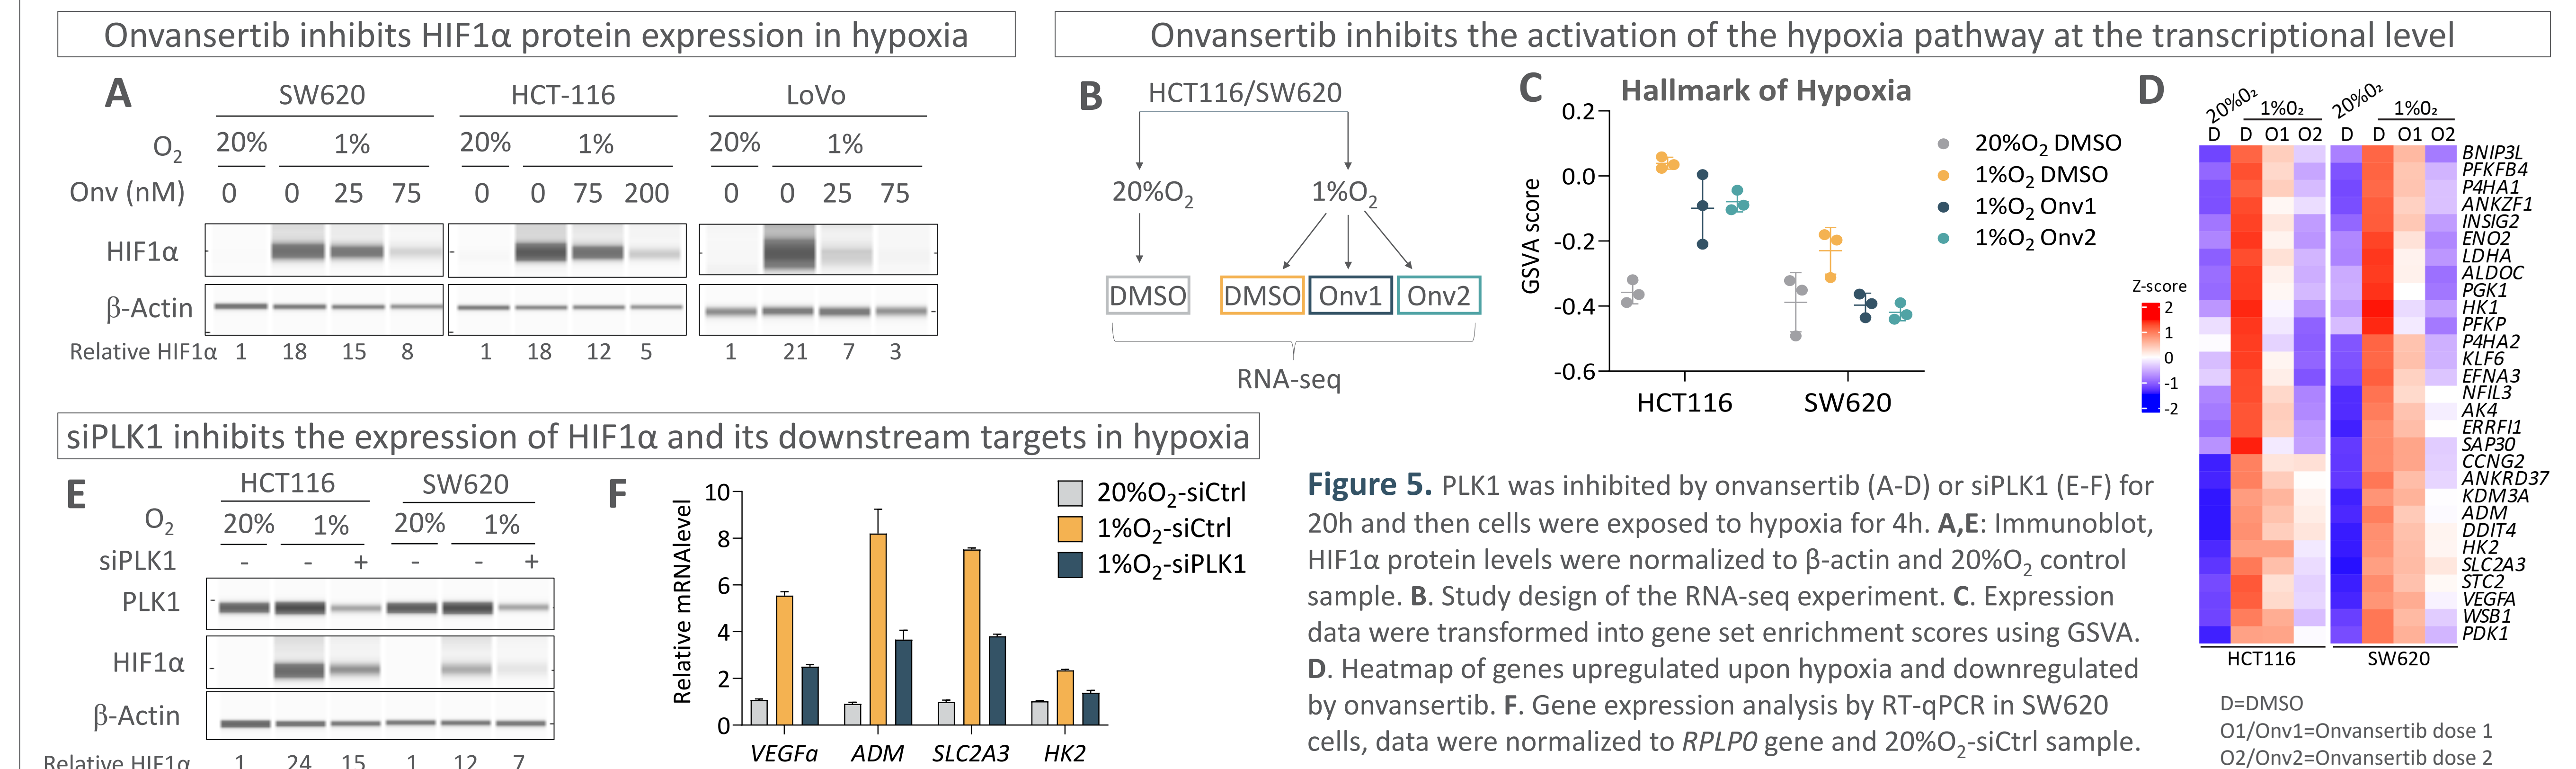 Onvansertib inhibits HIF1α protein expression in hypoxia
A
SW620 HCT-116 LoVo
O2 20% 1% 20% 1% 20% 1%
Onv (nM) 0 0 25 75 0 0 75 200 0 0 25 75
HIF1α
β-Actin
Relative HIF1α 1 18 15 8 1 18 12 5 1 21 7 3
Onvansertib inhibits the activation of the hypoxia pathway at the transcriptional level
B
HCT116/SW620
20%O2 1%O2
DMSO DMSO Onv1 Onv2
RNA-seq
C
Hallmark of Hypoxia
GSVA score
0.2
0.0
-0.2
-0.4
-0.6
HCT116 SW620
20%O2 DMSO
1%O2 DMSO
1%O2 Onv1
1%O2 Onv2
D
20%O₂ 1%O₂ 20%O₂ 1%O₂
D D O1 O2 D D O1 O2
BNIP3L
PFKFB4
P4HA1
ANKZF1
INSIG2
ENO2
LDHA
ALDOC
PGK1
HK1
PFKP
P4HA2
KLF6
EFNA3
NFIL3
AK4
ERRFI1
SAP30
CCNG2
ANKRD37
KDM3A
ADM
DDIT4
HK2
SLC2A3
STC2
VEGFA
WSB1
PDK1
Z-score
2
1
0
-1
-2
HCT116 SW620
D=DMSO
O1/Onv1=Onvansertib dose 1
O2/Onv2=Onvansertib dose 2
siPLK1 inhibits the expression of HIF1α and its downstream targets in hypoxia
E
HCT116 SW620
O2 20% 1% 20% 1%
siPLK1 - - + - - +
PLK1
HIF1α
β-Actin
Relative HIF1α 1 24 15 1 12 7
F
Relative mRNAlevel
10
8
6
4
2
0
VEGFa ADM SLC2A3 HK2
20%O2-siCtrl
1%O2-siCtrl
1%O2-siPLK1
Figure 5. PLK1 was inhibited by onvansertib (A-D) or siPLK1 (E-F) for
20h and then cells were exposed to hypoxia for 4h. A,E: Immunoblot,
HIF1α protein levels were normalized to β-actin and 20%O2 control
sample. B. Study design of the RNA-seq experiment. C. Expression
data were transformed into gene set enrichment scores using GSVA.
D. Heatmap of genes upregulated upon hypoxia and downregulated
by onvansertib. F. Gene expression analysis by RT-qPCR in SW620
cells, data were normalized to RPLP0 gene and 20%O2-siCtrl sample.